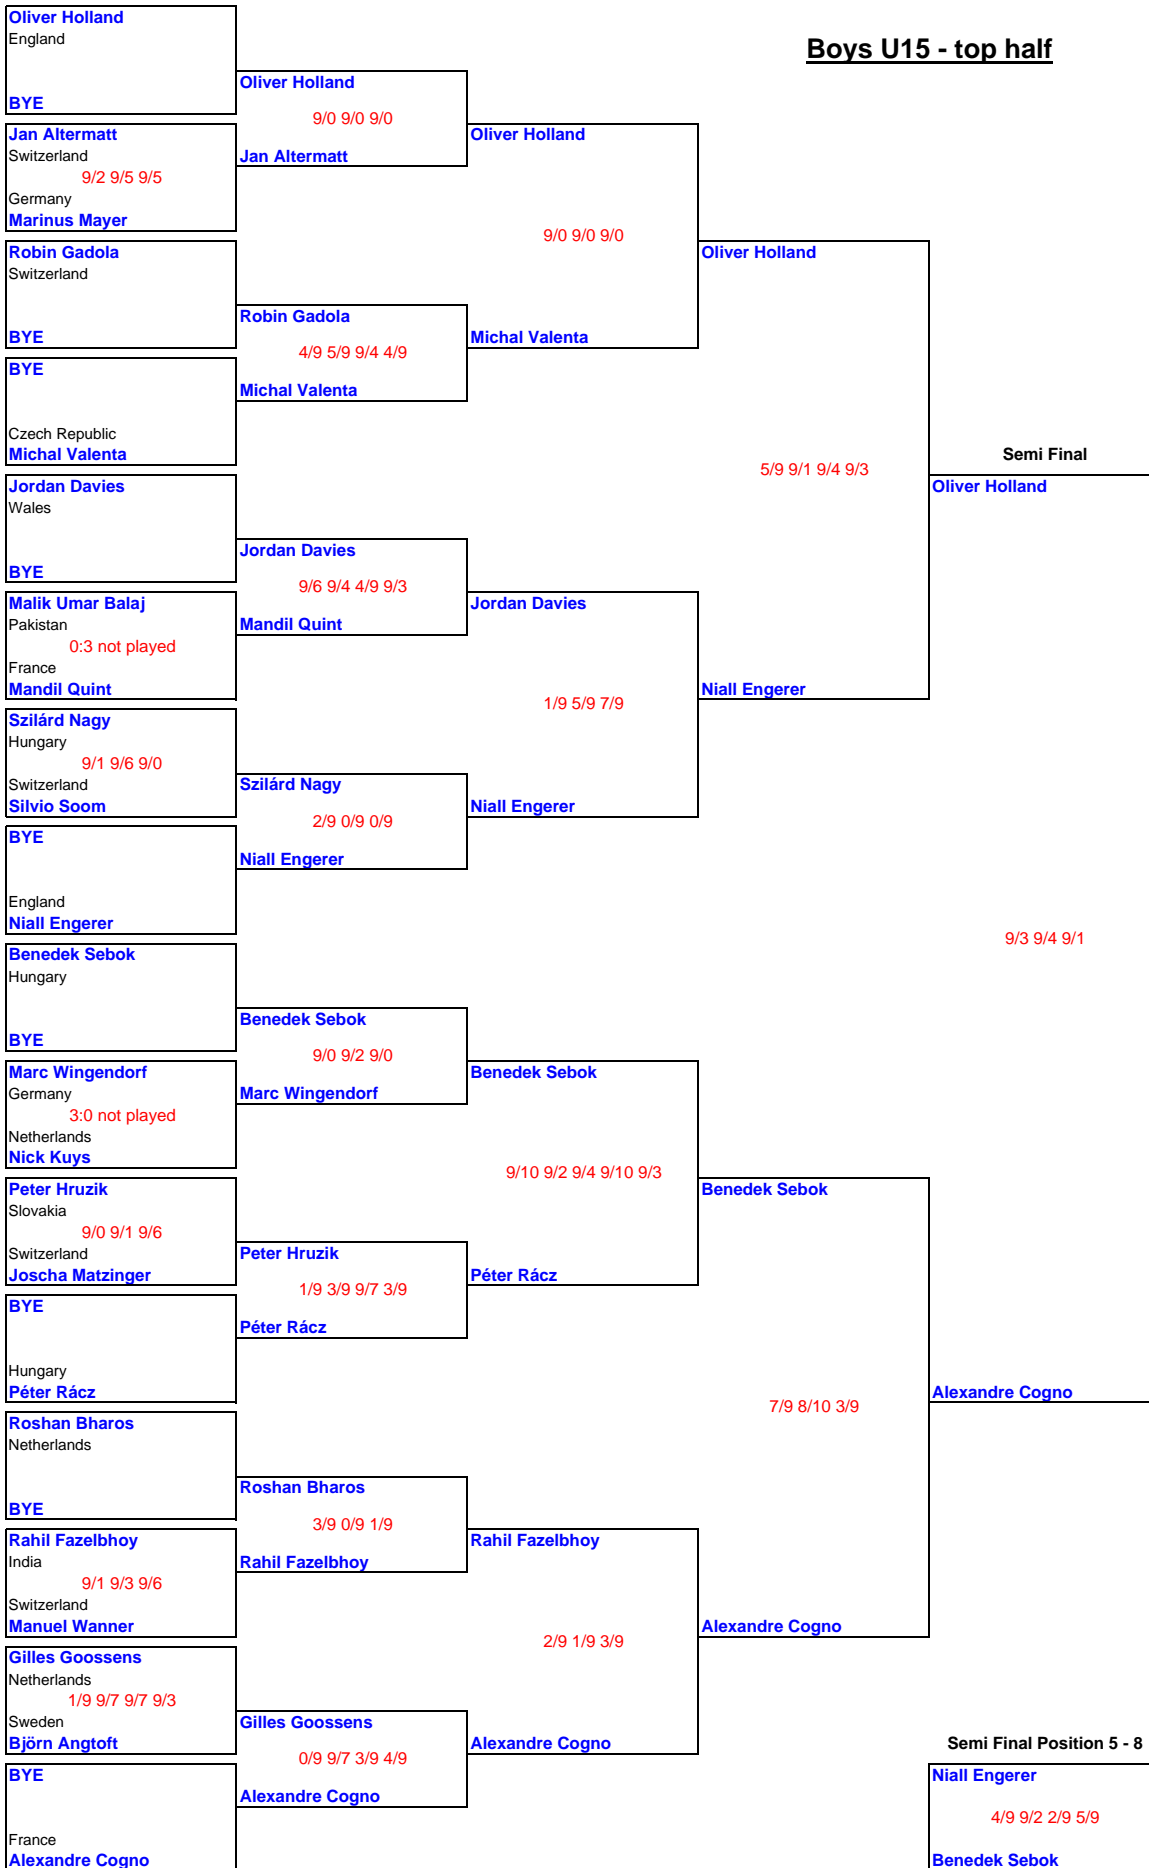 Boys U15 - top half
Oliver Holland
England
BYE
Jan Altermatt
Switzerland
9/2 9/5 9/5
Germany
Marinus Mayer
Robin Gadola
Switzerland
BYE
BYE
Czech Republic
Michal Valenta
Jordan Davies
Wales
BYE
Malik Umar Balaj
Pakistan
0:3 not played
France
Mandil Quint
Szilárd Nagy
Hungary
9/1 9/6 9/0
Switzerland
Silvio Soom
BYE
England
Niall Engerer
Benedek Sebok
Hungary
BYE
Marc Wingendorf
Germany
3:0 not played
Netherlands
Nick Kuys
Peter Hruzik
Slovakia
9/0 9/1 9/6
Switzerland
Joscha Matzinger
BYE
Hungary
Péter Rácz
Roshan Bharos
Netherlands
BYE
Rahil Fazelbhoy
India
9/1 9/3 9/6
Switzerland
Manuel Wanner
Gilles Goossens
Netherlands
1/9 9/7 9/7 9/3
Sweden
Björn Angtoft
BYE
France
Alexandre Cogno
Oliver Holland
9/0 9/0 9/0
Jan Altermatt
Robin Gadola
4/9 5/9 9/4 4/9
Michal Valenta
Jordan Davies
9/6 9/4 4/9 9/3
Mandil Quint
Szilárd Nagy
2/9 0/9 0/9
Niall Engerer
Benedek Sebok
9/0 9/2 9/0
Marc Wingendorf
Peter Hruzik
1/9 3/9 9/7 3/9
Péter Rácz
Roshan Bharos
3/9 0/9 1/9
Rahil Fazelbhoy
Gilles Goossens
0/9 9/7 3/9 4/9
Alexandre Cogno
Oliver Holland
9/0 9/0 9/0
Michal Valenta
Jordan Davies
1/9 5/9 7/9
Niall Engerer
Benedek Sebok
9/10 9/2 9/4 9/10 9/3
Péter Rácz
Rahil Fazelbhoy
2/9 1/9 3/9
Alexandre Cogno
Oliver Holland
5/9 9/1 9/4 9/3
Niall Engerer
Benedek Sebok
7/9 8/10 3/9
Alexandre Cogno
Semi Final
Oliver Holland
9/3 9/4 9/1
Alexandre Cogno
Semi Final Position 5 - 8
Niall Engerer
4/9 9/2 2/9 5/9
Benedek Sebok